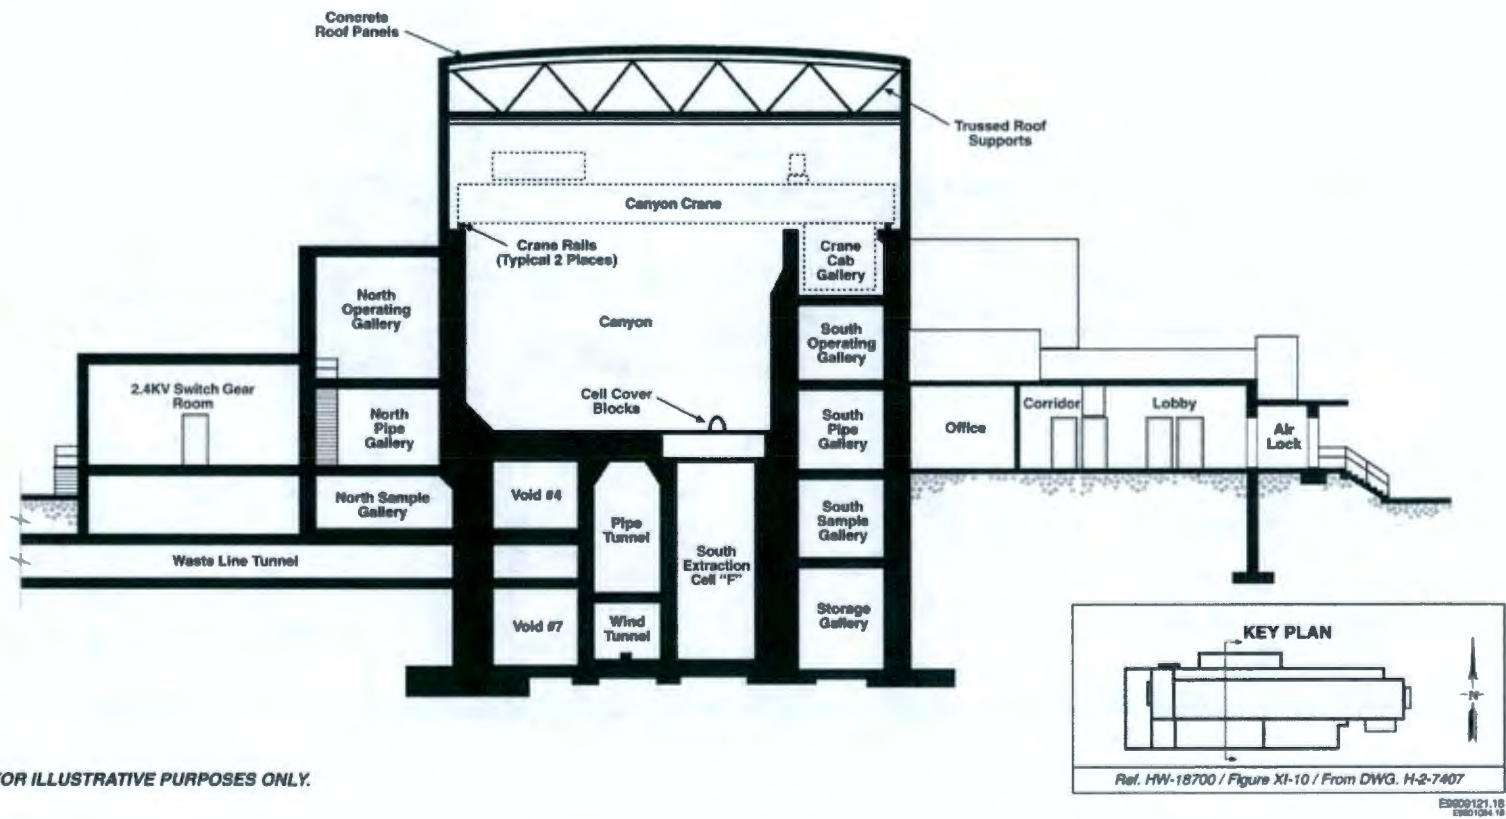 Concrete
Roof Panels
Trussed Roof
Supports
Canyon Crane
Crane Rails
(Typical 2 Places)
Crane
Cab
Gallery
North
Operating
Gallery
Canyon
South
Operating
Gallery
2.4KV Switch Gear
Room
North
Pipe
Gallery
Cell Cover
Blocks
South
Pipe
Gallery
Office
Corridor
Lobby
Air
Lock
North Sample
Gallery
Void #4
Pipe
Tunnel
South
Sample
Gallery
Waste Line Tunnel
South
Extraction
Cell "F"
Void #7
Wind
Tunnel
Storage
Gallery
KEY PLAN
N
Ref. HW-18700 / Figure XI-10 / From DWG. H-2-7407
OR ILLUSTRATIVE PURPOSES ONLY.